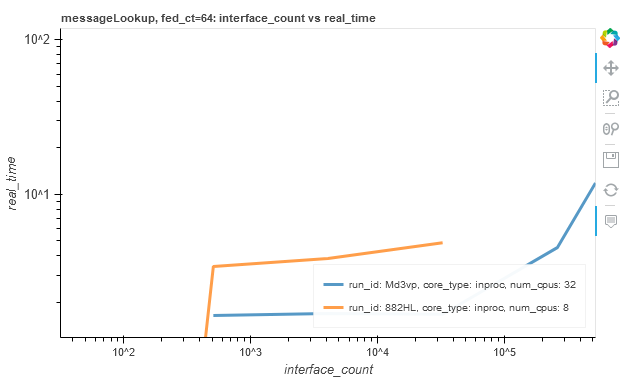 messageLookup, fed_ct=64: interface_count vs real_time
10^2
10^1
real_time
run_id: Md3vp, core_type: inproc, num_cpus: 32
run_id: 882HL, core_type: inproc, num_cpus: 8
10^2 10^3 10^4 10^5
interface_count